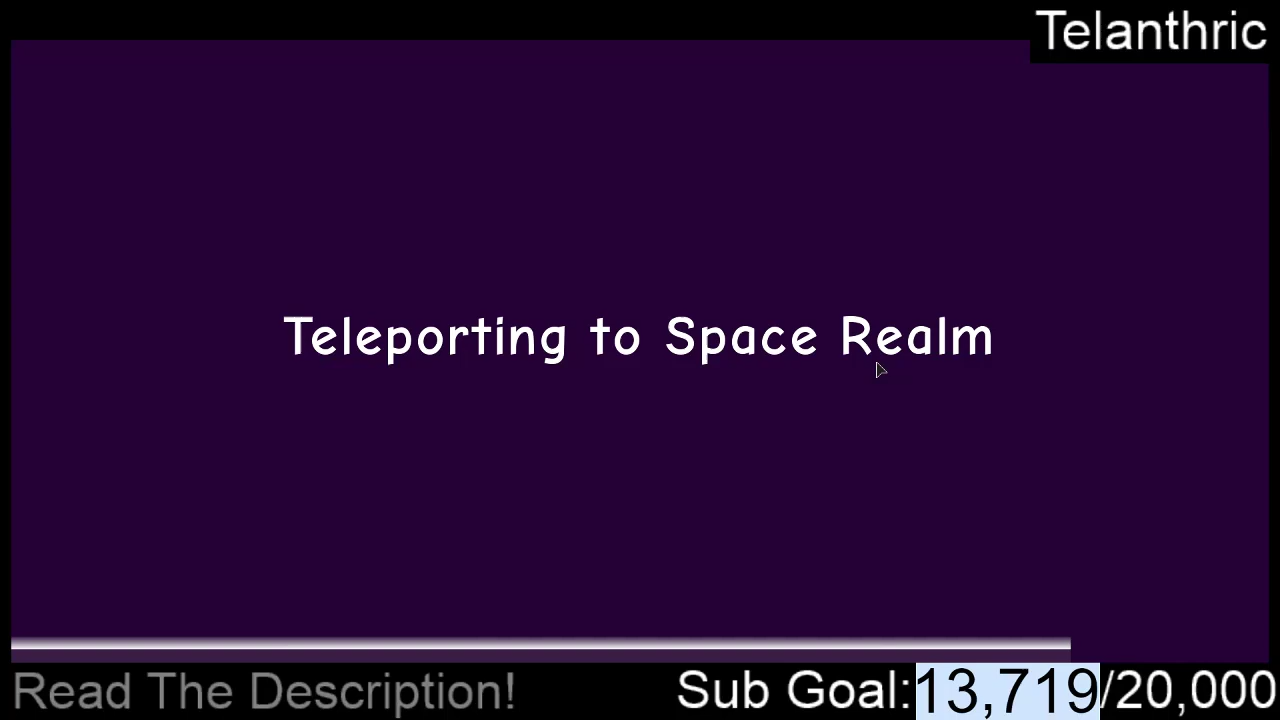 Telanthric
Teleporting to Space Realm
Read The Description!
Sub Goal:13,719/20,000